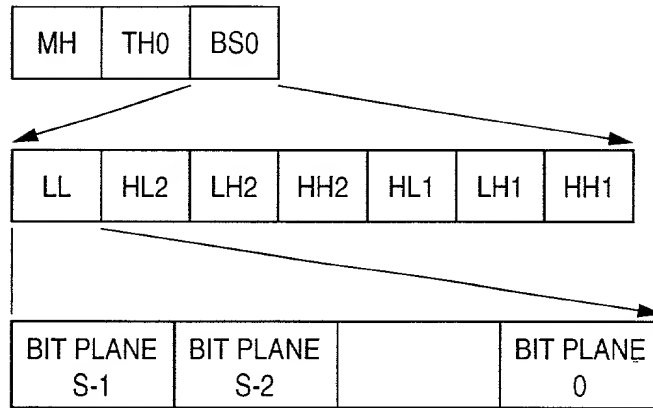 MH TH0 BS0
LL HL2 LH2 HH2 HL1 LH1 HH1
BIT PLANE BIT PLANE BIT PLANE
S-1 S-2 0